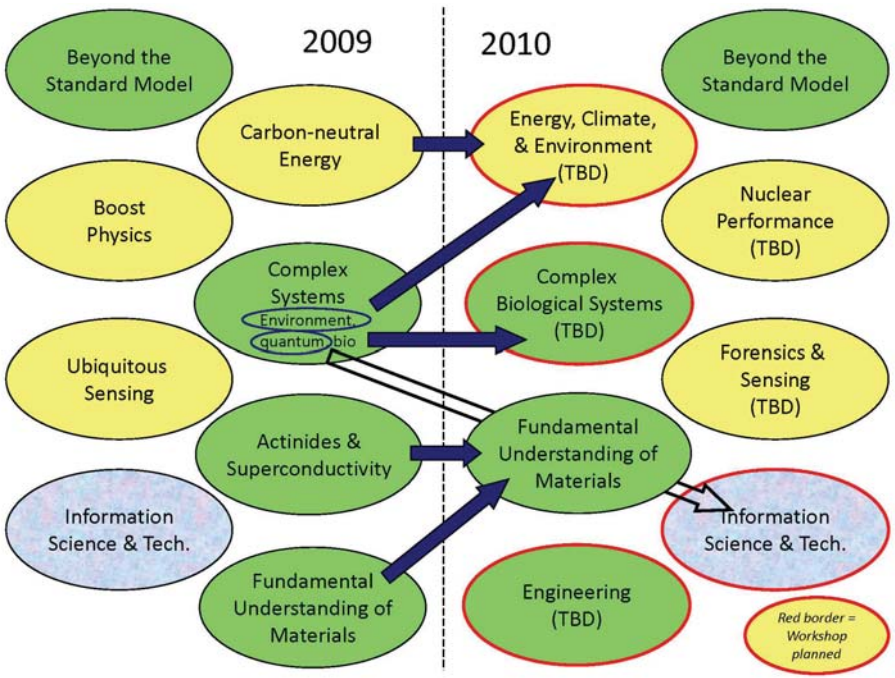 2009
2010
Beyond the
Standard Model
Carbon-neutral
Energy
Boost
Physics
Complex
Systems
Environment,
quantum, bio
Ubiquitous
Sensing
Actinides &
Superconductivity
Information
Science & Tech.
Fundamental
Understanding of
Materials
Beyond the
Standard Model
Energy, Climate,
& Environment
(TBD)
Nuclear
Performance
(TBD)
Complex
Biological Systems
(TBD)
Forensics &
Sensing
(TBD)
Fundamental
Understanding of
Materials
Information
Science & Tech.
Engineering
(TBD)
Red border =
Workshop
planned